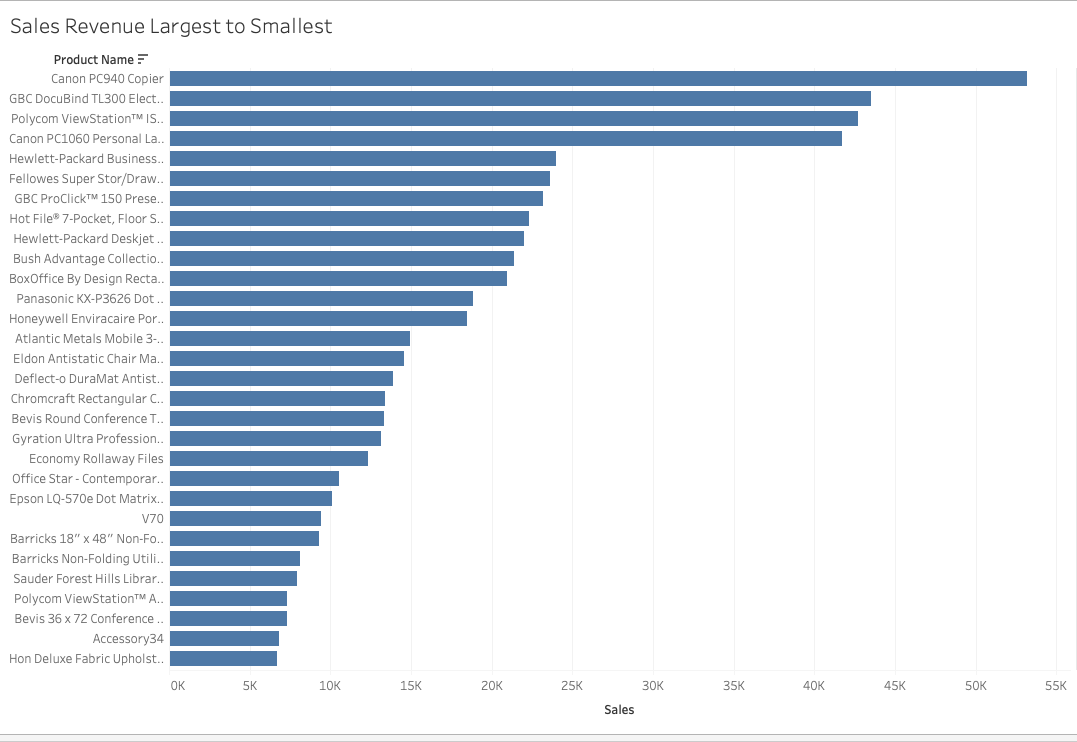 Sales Revenue Largest to Smallest
Product Name
Canon PC940 Copier
GBC DocuBind TL300 Elect..
Polycom ViewStation™ IS..
Canon PC1060 Personal La..
Hewlett-Packard Business..
Fellowes Super Stor/Draw..
GBC ProClick™ 150 Prese..
Hot File® 7-Pocket, Floor S..
Hewlett-Packard Deskjet ..
Bush Advantage Collectio..
BoxOffice By Design Recta..
Panasonic KX-P3626 Dot ..
Honeywell Enviracaire Por..
Atlantic Metals Mobile 3-..
Eldon Antistatic Chair Ma..
Deflect-o DuraMat Antist..
Chromcraft Rectangular C..
Bevis Round Conference T..
Gyration Ultra Profession..
Economy Rollaway Files
Office Star - Contemporar..
Epson LQ-570e Dot Matrix..
V70
Barricks 18” x 48” Non-Fo..
Barricks Non-Folding Utili..
Sauder Forest Hills Librar..
Polycom ViewStation™ A..
Bevis 36 x 72 Conference ..
Accessory34
Hon Deluxe Fabric Upholst..
0K 5K 10K 15K 20K 25K 30K 35K 40K 45K 50K 55K
Sales